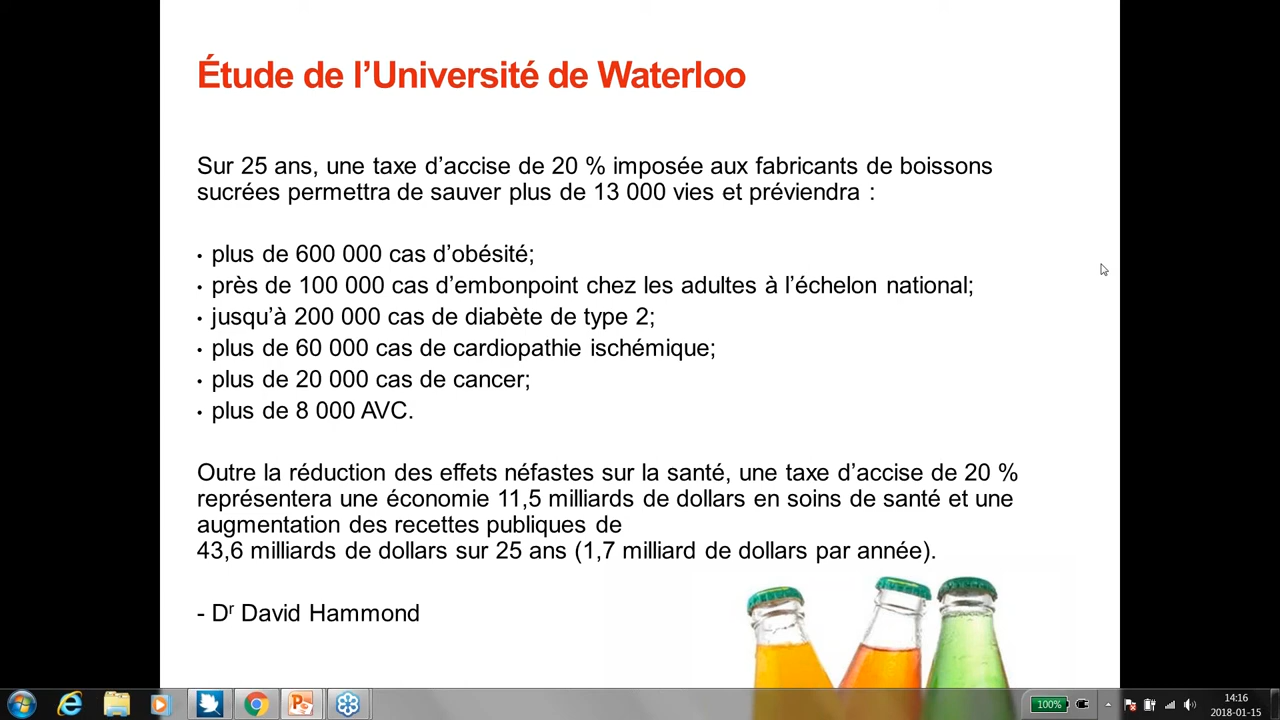 Étude de l’Université de Waterloo
Sur 25 ans, une taxe d’accise de 20 % imposée aux fabricants de boissons
sucrées permettra de sauver plus de 13 000 vies et préviendra :
• plus de 600 000 cas d’obésité;
• près de 100 000 cas d’embonpoint chez les adultes à l’échelon national;
• jusqu’à 200 000 cas de diabète de type 2;
• plus de 60 000 cas de cardiopathie ischémique;
• plus de 20 000 cas de cancer;
• plus de 8 000 AVC.
Outre la réduction des effets néfastes sur la santé, une taxe d’accise de 20 %
représentera une économie 11,5 milliards de dollars en soins de santé et une
augmentation des recettes publiques de
43,6 milliards de dollars sur 25 ans (1,7 milliard de dollars par année).
- Dʳ David Hammond
100%
14:16
2018-01-15